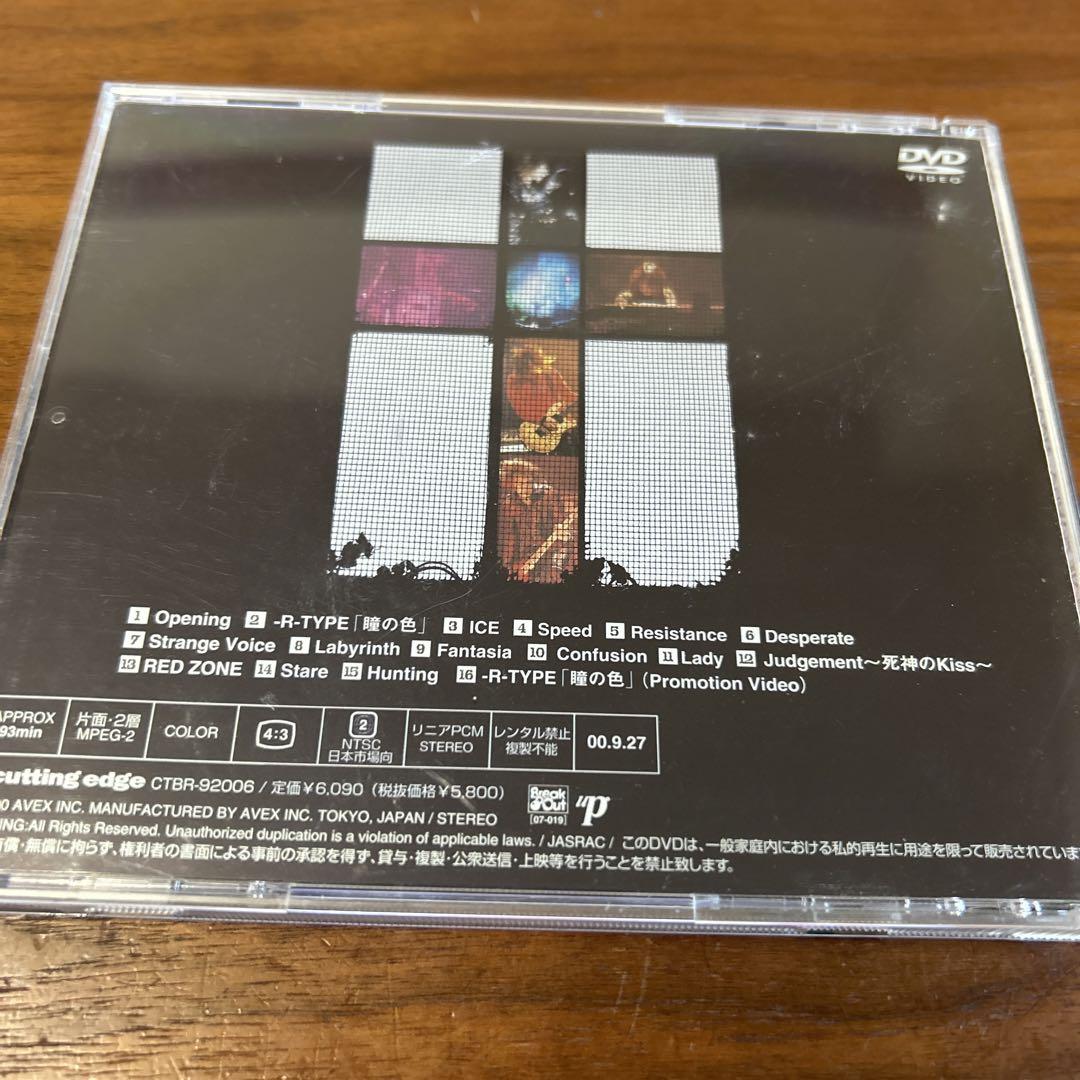 DVD
VIDEO
1 Opening 2 -R-TYPE「瞳の色」 3 ICE 4 Speed 5 Resistance 6 Desperate
7 Strange Voice 8 Labyrinth 9 Fantasia 10 Confusion 11 Lady 12 Judgement〜死神のKiss〜
13 RED ZONE 14 Stare 15 Hunting 16 -R-TYPE「瞳の色」(Promotion Video)
APPROX
93min
片面・2層
MPEG-2
COLOR
4:3
2
NTSC
日本市場向
リニアPCM
STEREO
レンタル禁止
複製不能
00.9.27
cutting edge CTBR-92006 / 定価¥6,090(税抜価格¥5,800)
Break Out
[07-019]
0 AVEX INC. MANUFACTURED BY AVEX INC. TOKYO, JAPAN / STEREO
ING:All Rights Reserved. Unauthorized duplication is a violation of applicable laws. / JASRAC / このDVDは、一般家庭内における私的再生に用途を限って販売されています
償・無償に拘らず、権利者の書面による事前の承認を得ず、貸与・複製・公衆送信・上映等を行うことを禁止致します。